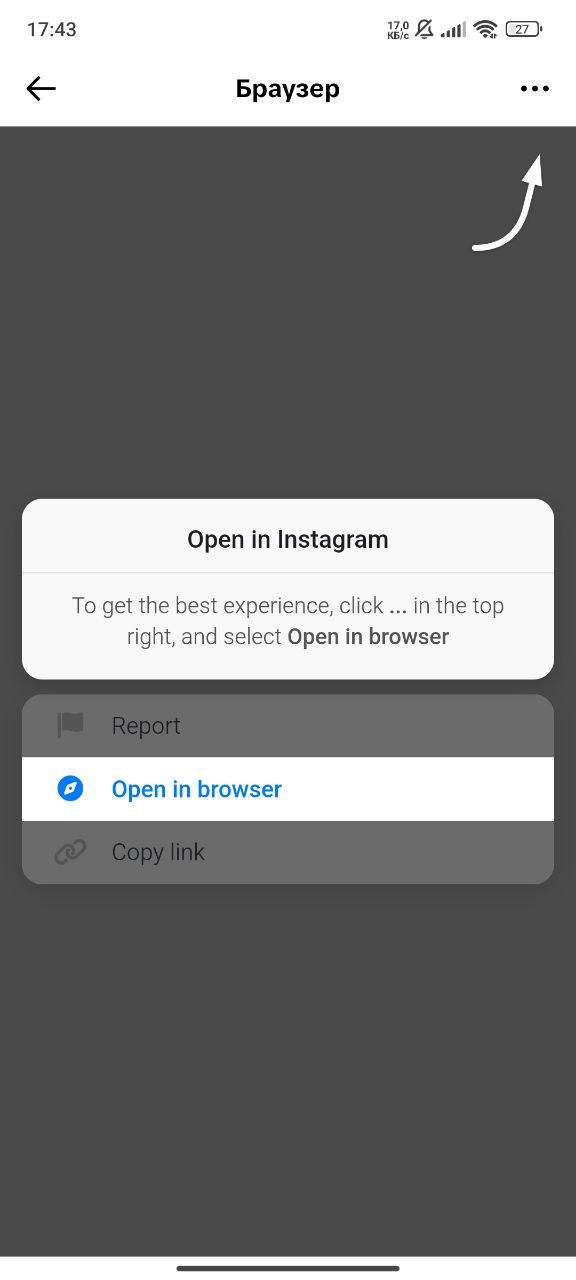 17:43
17,0
КБ/с
27
Браузер
Open in Instagram
To get the best experience, click ... in the top
right, and select Open in browser
Report
Open in browser
Copy link